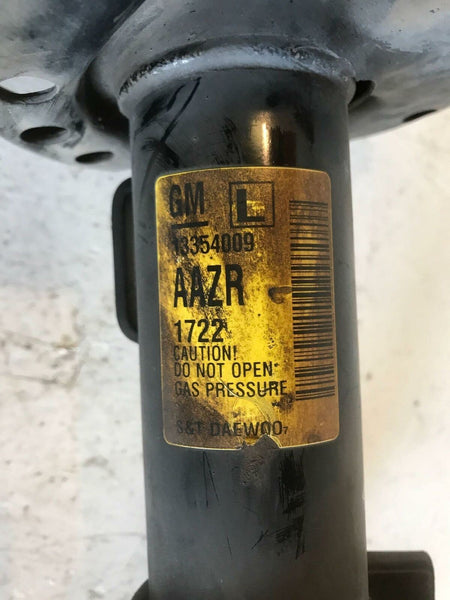 GM L
13354009
AAZR
1722
CAUTION!
DO NOT OPEN
GAS PRESSURE
S&T DAEWOO